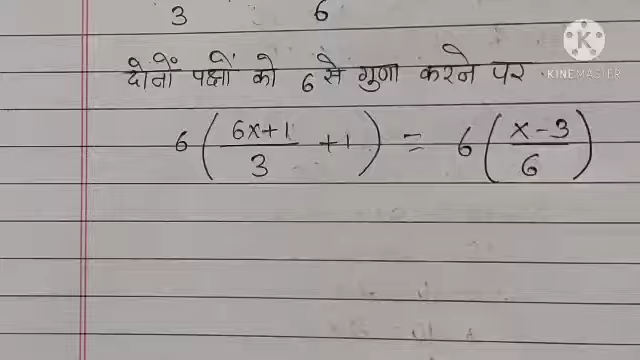 3 6
दोनों पक्षों को 6 से गुणा करने पर
6 ( (6x+1)/3 + 1 ) = 6 ( (x-3)/6 )
K
KINEMASTER